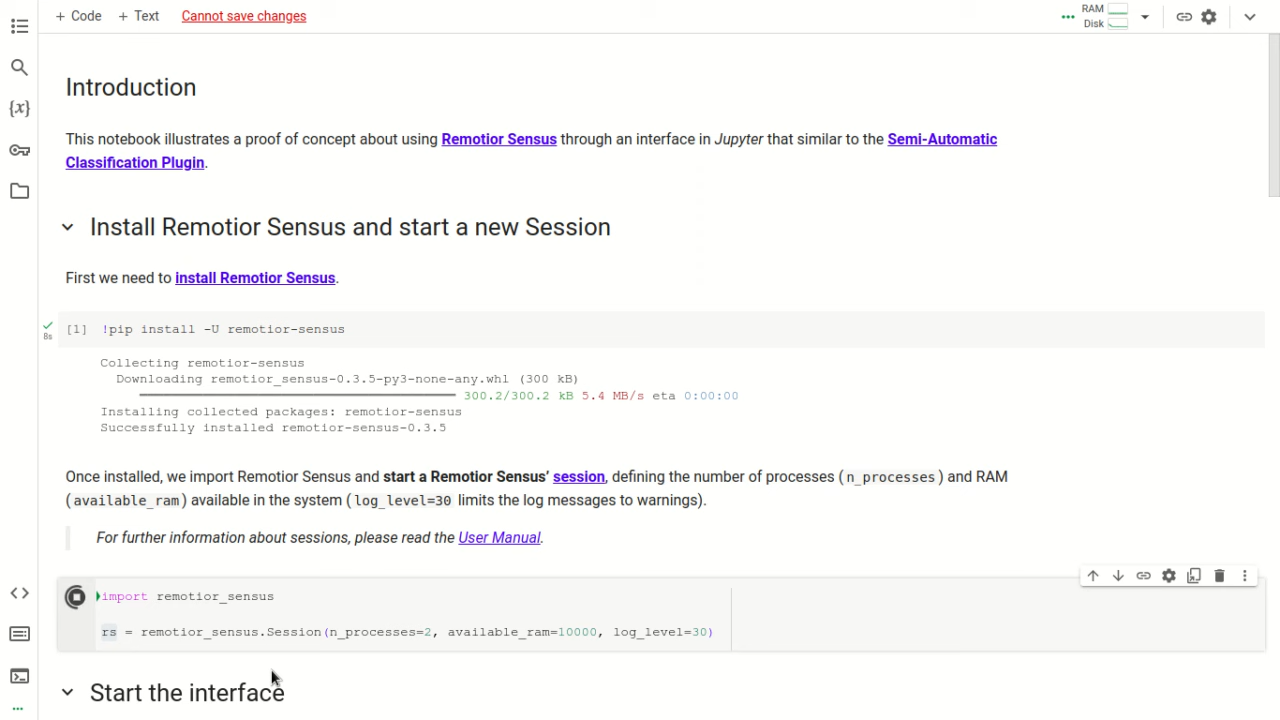 + Code + Text Cannot save changes
RAM
Disk
Introduction
This notebook illustrates a proof of concept about using Remotior Sensus through an interface in Jupyter that similar to the Semi-Automatic
Classification Plugin.
Install Remotior Sensus and start a new Session
First we need to install Remotior Sensus.
8s
[1] !pip install -U remotior-sensus
Collecting remotior-sensus
Downloading remotior_sensus-0.3.5-py3-none-any.whl (300 kB)
300.2/300.2 kB 5.4 MB/s eta 0:00:00
Installing collected packages: remotior-sensus
Successfully installed remotior-sensus-0.3.5
Once installed, we import Remotior Sensus and start a Remotior Sensus’ session, defining the number of processes (n_processes) and RAM
(available_ram) available in the system (log_level=30 limits the log messages to warnings).
For further information about sessions, please read the User Manual.
import remotior_sensus
rs = remotior_sensus.Session(n_processes=2, available_ram=10000, log_level=30)
Start the interface